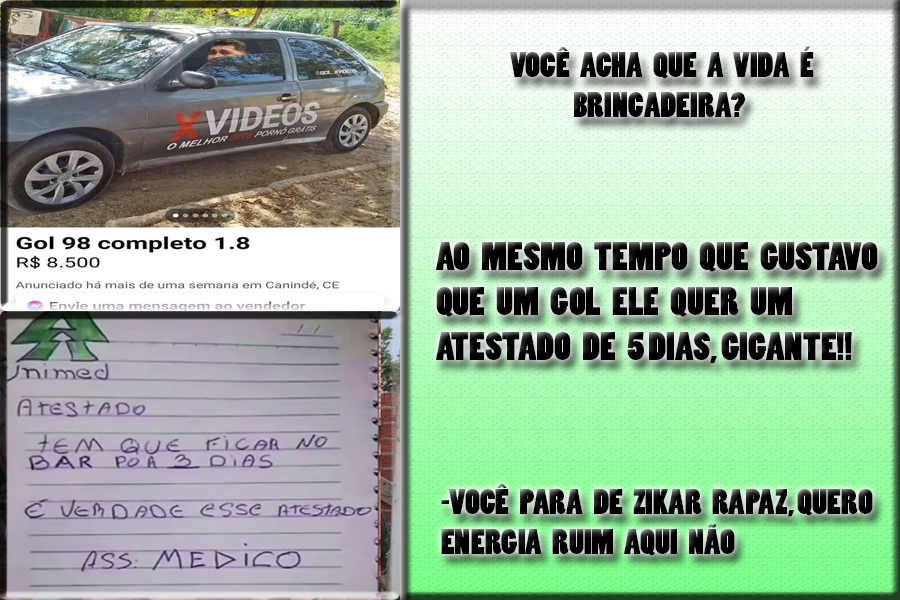 GOL XVIDEOS
X VIDEOS
O MELHOR SITE PORNÔ GRÁTIS
Gol 98 completo 1.8
R$ 8.500
Anunciado há mais de uma semana em Canindé, CE
Envie uma mensagem ao vendedor
Unimed
ATESTADO
TEM QUE FICAR NO
BAR POR 3 DIAS
É VERDADE ESSE ATESTADO
ASS: MEDICO
VOCÊ ACHA QUE A VIDA É
BRINCADEIRA?
AO MESMO TEMPO QUE GUSTAVO
QUE UM GOL ELE QUER UM
ATESTADO DE 5 DIAS, GIGANTE!!
-VOCÊ PARA DE ZIKAR RAPAZ, QUERO
ENERGIA RUIM AQUI NÃO